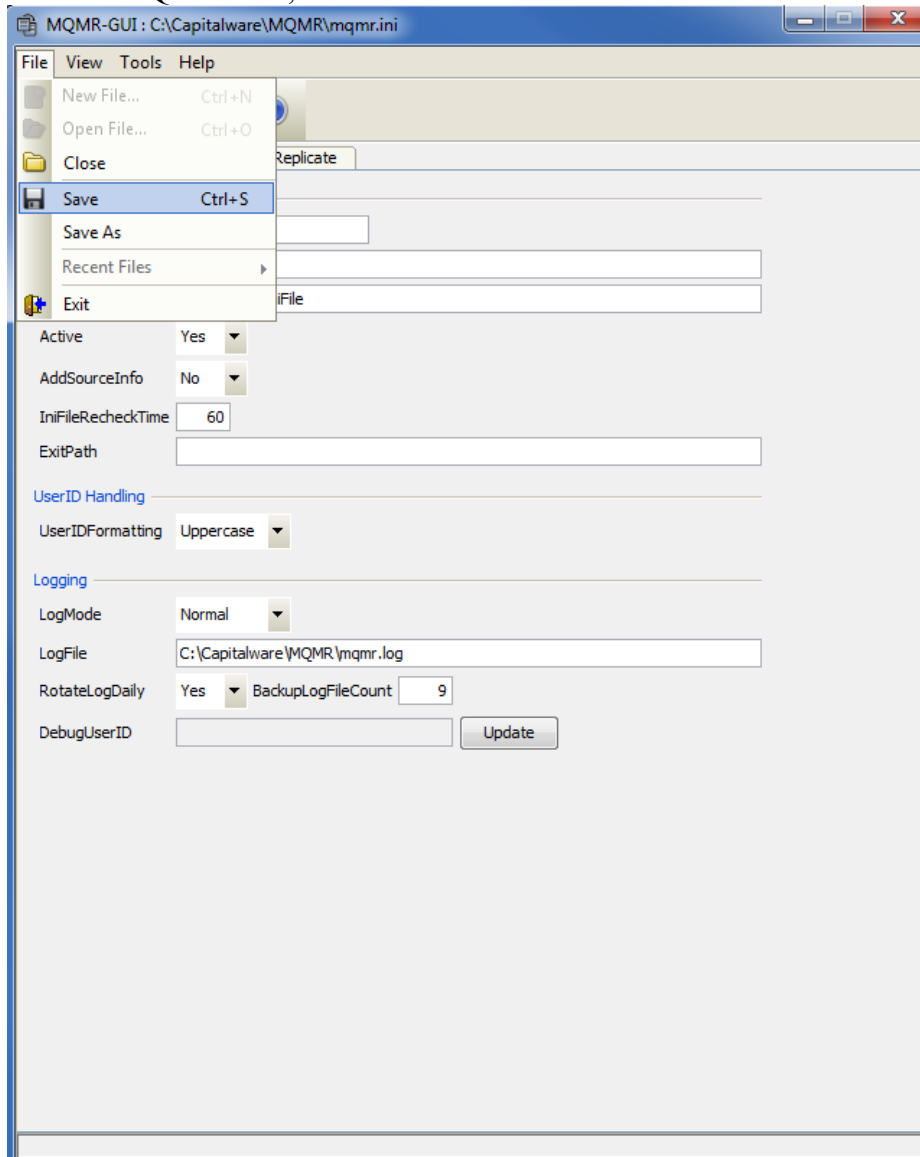 MQMR-GUI : C:\Capitalware\MQMR\mqmr.ini
File View Tools Help
New File... Ctrl+N
Open File... Ctrl+O
Close
Save Ctrl+S
Save As
Recent Files
Exit
Replicate
iFile
Active Yes
AddSourceInfo No
IniFileRecheckTime 60
ExitPath
UserID Handling
UserIDFormatting Uppercase
Logging
LogMode Normal
LogFile C:\Capitalware\MQMR\mqmr.log
RotateLogDaily Yes BackupLogFileCount 9
DebugUserID Update